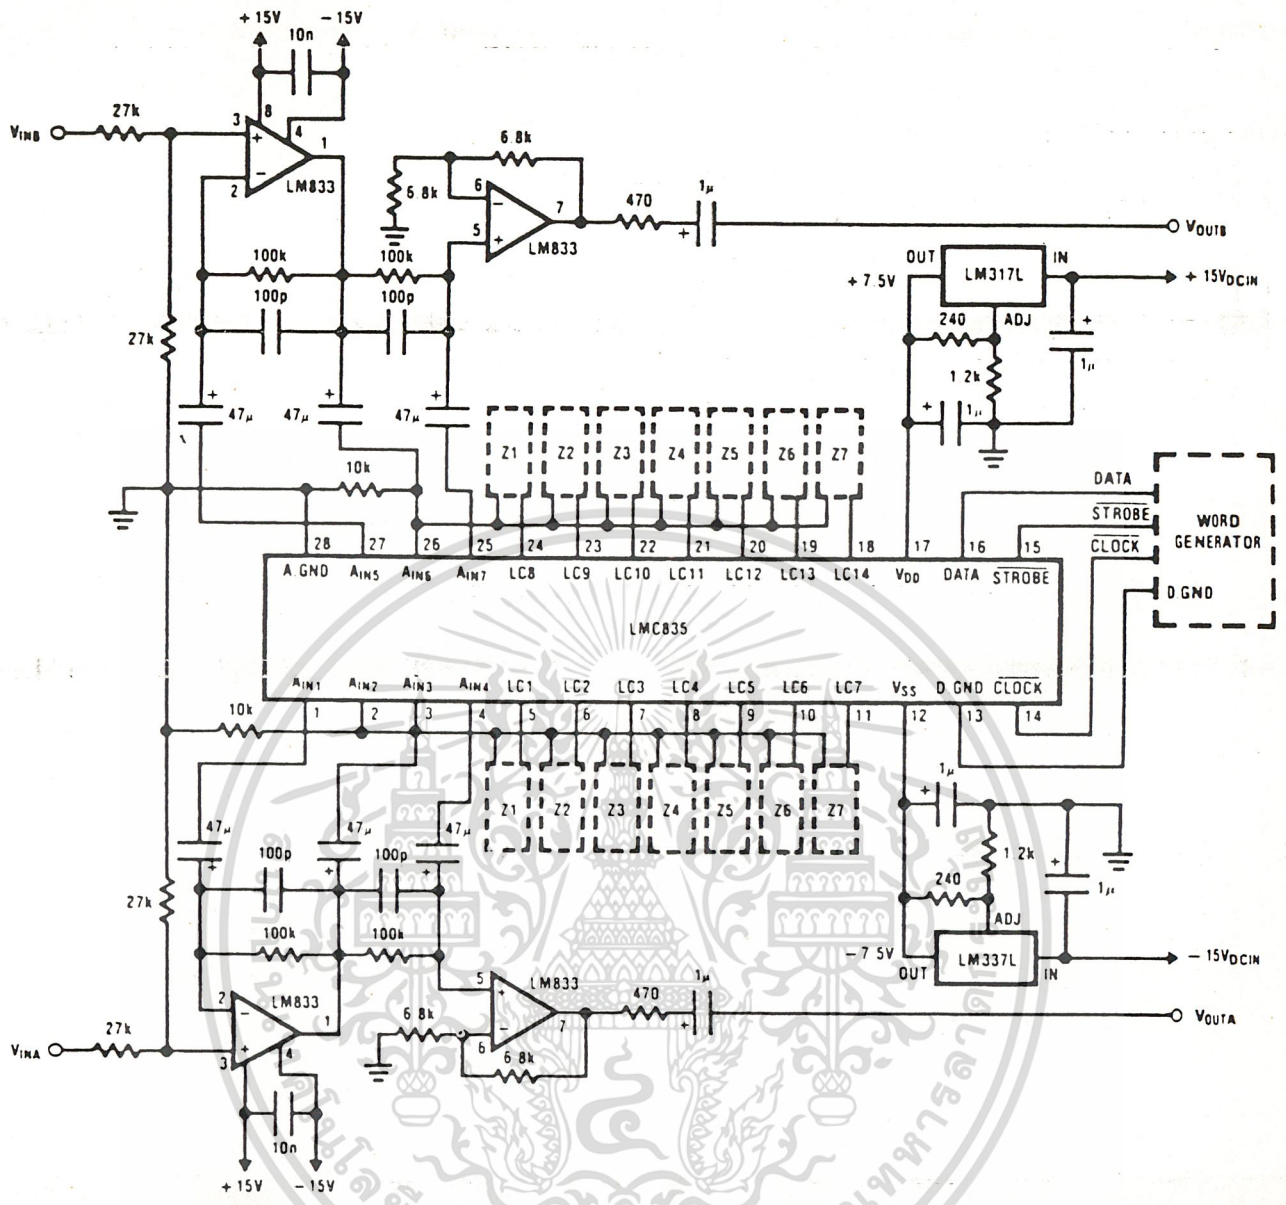 +15V
-15V
10n
27k
VINB
3
8
4
1
+
−
2
LM833
6.8k
6.8k
6
−
5
+
7
LM833
470
1μ
+
VOUTB
100k
100k
100p
100p
27k
+
47μ
+
47μ
+
47μ
OUT
LM317L
IN
+7.5V
+15VDCIN
ADJ
240
1.2k
+
1μ
+
1μ
Z1
Z2
Z3
Z4
Z5
Z6
Z7
10k
DATA
STROBE
CLOCK
D.GND
WORD
GENERATOR
28
27
26
25
24
23
22
21
20
19
18
17
16
15
A.GND
AIN5
AIN6
AIN7
LC8
LC9
LC10
LC11
LC12
LC13
LC14
VDD
DATA
STROBE
LMC835
AIN1
AIN2
AIN3
AIN4
LC1
LC2
LC3
LC4
LC5
LC6
LC7
VSS
D.GND
CLOCK
1
2
3
4
5
6
7
8
9
10
11
12
13
14
10k
Z1
Z2
Z3
Z4
Z5
Z6
Z7
47μ
+
47μ
+
47μ
+
100p
100p
27k
100k
100k
1μ
+
1.2k
+
1μ
240
ADJ
-7.5V
OUT
LM337L
IN
-15VDCIN
2
−
LM833
1
+
3
4
27k
VINA
6.8k
5
+
−
6
LM833
7
6.8k
470
1μ
+
VOUTA
10n
+15V
-15V